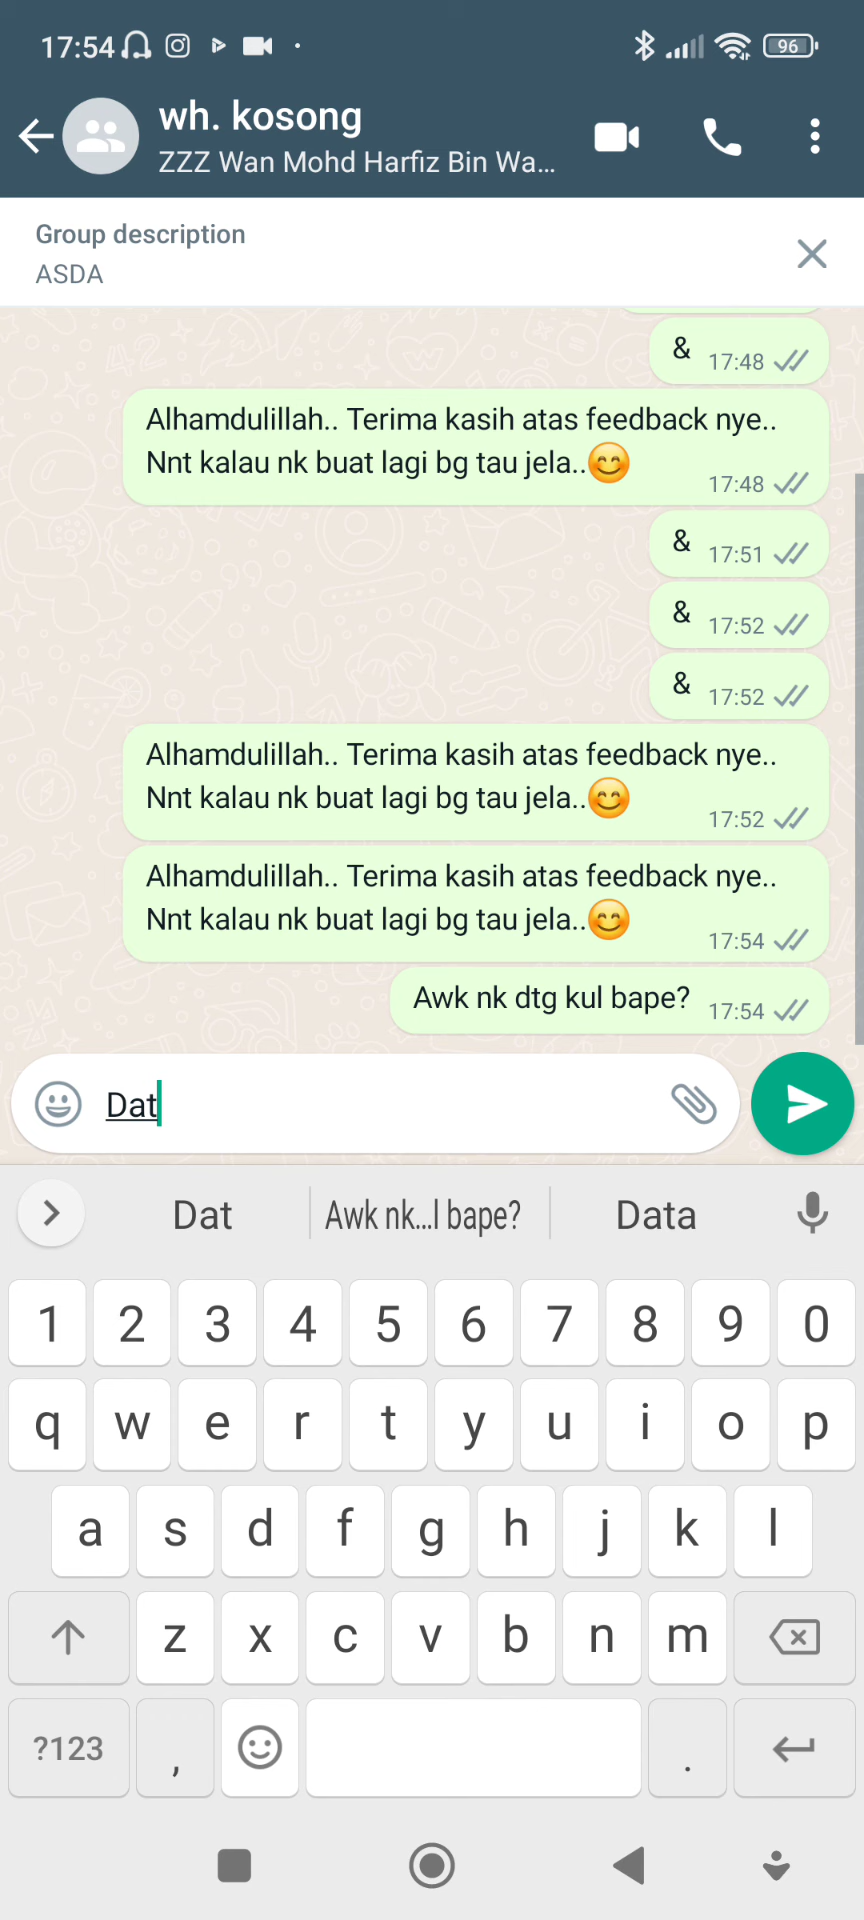 17:54
96
wh. kosong
ZZZ Wan Mohd Harfiz Bin Wa...
Group description
ASDA
& 17:48
Alhamdulillah.. Terima kasih atas feedback nye..
Nnt kalau nk buat lagi bg tau jela..😊
17:48
& 17:51
& 17:52
& 17:52
Alhamdulillah.. Terima kasih atas feedback nye..
Nnt kalau nk buat lagi bg tau jela..😊
17:52
Alhamdulillah.. Terima kasih atas feedback nye..
Nnt kalau nk buat lagi bg tau jela..😊
17:54
Awk nk dtg kul bape? 17:54
Dat
Dat Awk nk...l bape? Data
1 2 3 4 5 6 7 8 9 0
q w e r t y u i o p
a s d f g h j k l
z x c v b n m
?123 , .